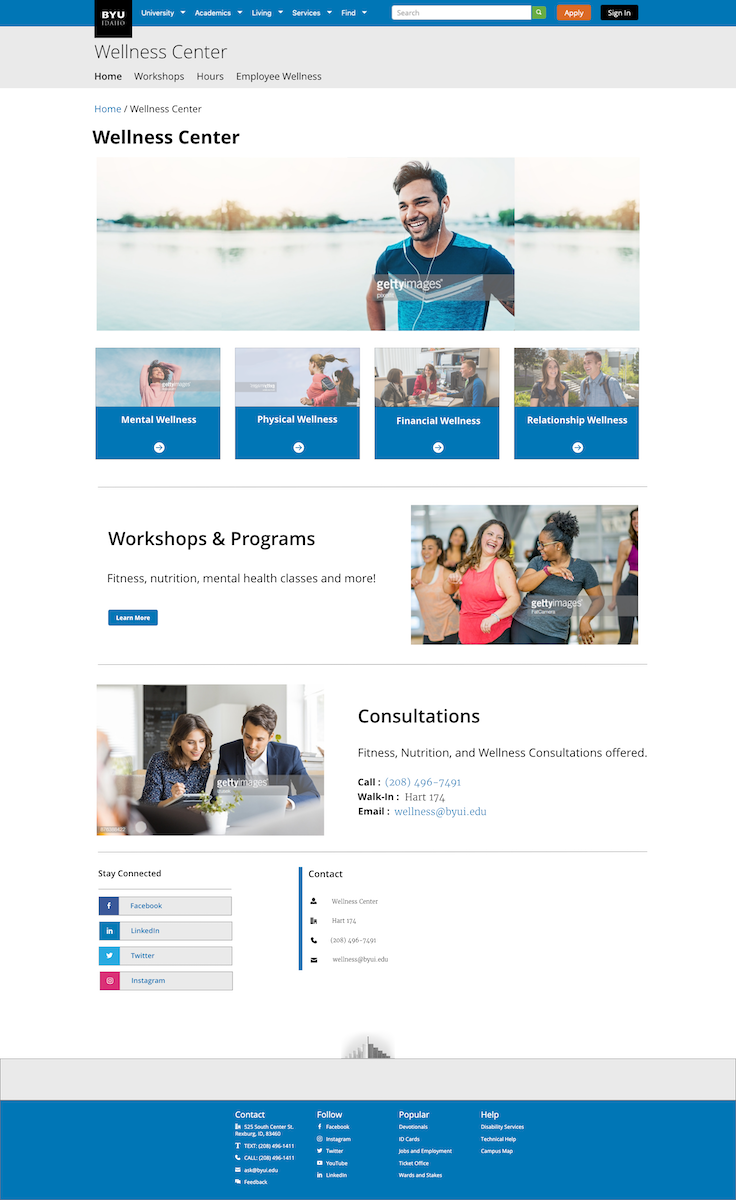 BYU
IDAHO
University
Academics
Living
Services
Find
Search
Apply
Sign In
Wellness Center
Home Workshops Hours Employee Wellness
Home / Wellness Center
Wellness Center
gettyimages
Mental Wellness
Physical Wellness
Financial Wellness
Relationship Wellness
Workshops & Programs
Fitness, nutrition, mental health classes and more!
Learn More
gettyimages
FatCamera
gettyimages
Consultations
Fitness, Nutrition, and Wellness Consultations offered.
Call : (208) 496-7491
Walk-In : Hart 174
Email : wellness@byui.edu
Stay Connected
Facebook
LinkedIn
Twitter
Instagram
Contact
Wellness Center
Hart 174
(208) 496-7491
wellness@byui.edu
Contact
525 South Center St.
Rexburg, ID, 83460
TEXT: (208) 496-1411
CALL: (208) 496-1411
ask@byui.edu
Feedback
Follow
Facebook
Instagram
Twitter
YouTube
LinkedIn
Popular
Devotionals
ID Cards
Jobs and Employment
Ticket Office
Wards and Stakes
Help
Disability Services
Technical Help
Campus Map